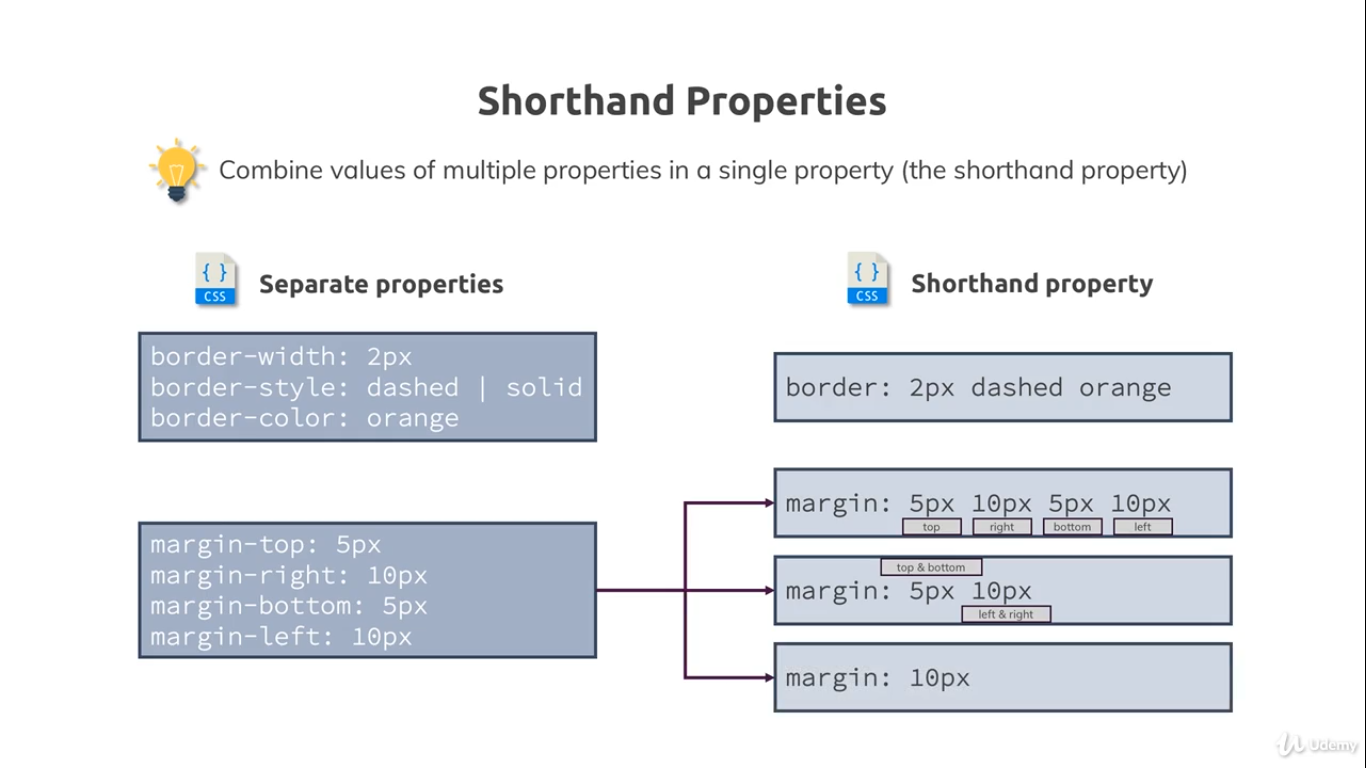 Shorthand Properties
Combine values of multiple properties in a single property (the shorthand property)
{ }
CSS
Separate properties
border-width: 2px
border-style: dashed | solid
border-color: orange
margin-top: 5px
margin-right: 10px
margin-bottom: 5px
margin-left: 10px
{ }
CSS
Shorthand property
border: 2px dashed orange
margin: 5px 10px 5px 10px
top right bottom left
top & bottom
margin: 5px 10px
left & right
margin: 10px
Udemy